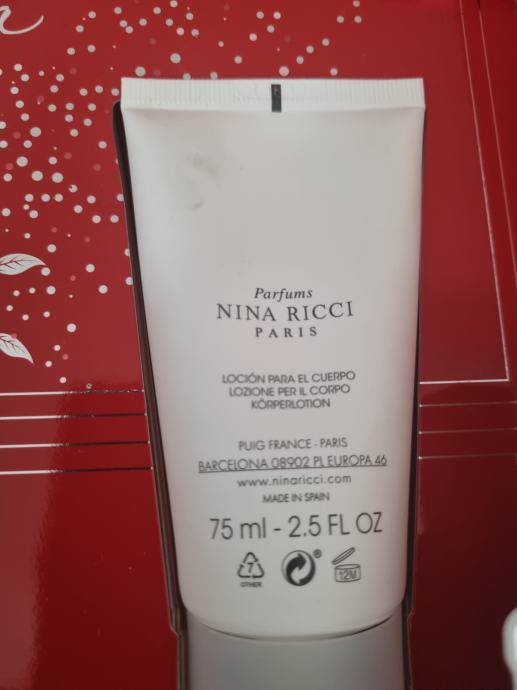 Parfums
NINA RICCI
PARIS
LOCIÓN PARA EL CUERPO
LOZIONE PER IL CORPO
KÖRPERLOTION
PUIG FRANCE - PARIS
BARCELONA 08902 PL EUROPA 46
www.ninaricci.com
MADE IN SPAIN
75 ml - 2.5 FL OZ
7
OTHER
®
12M